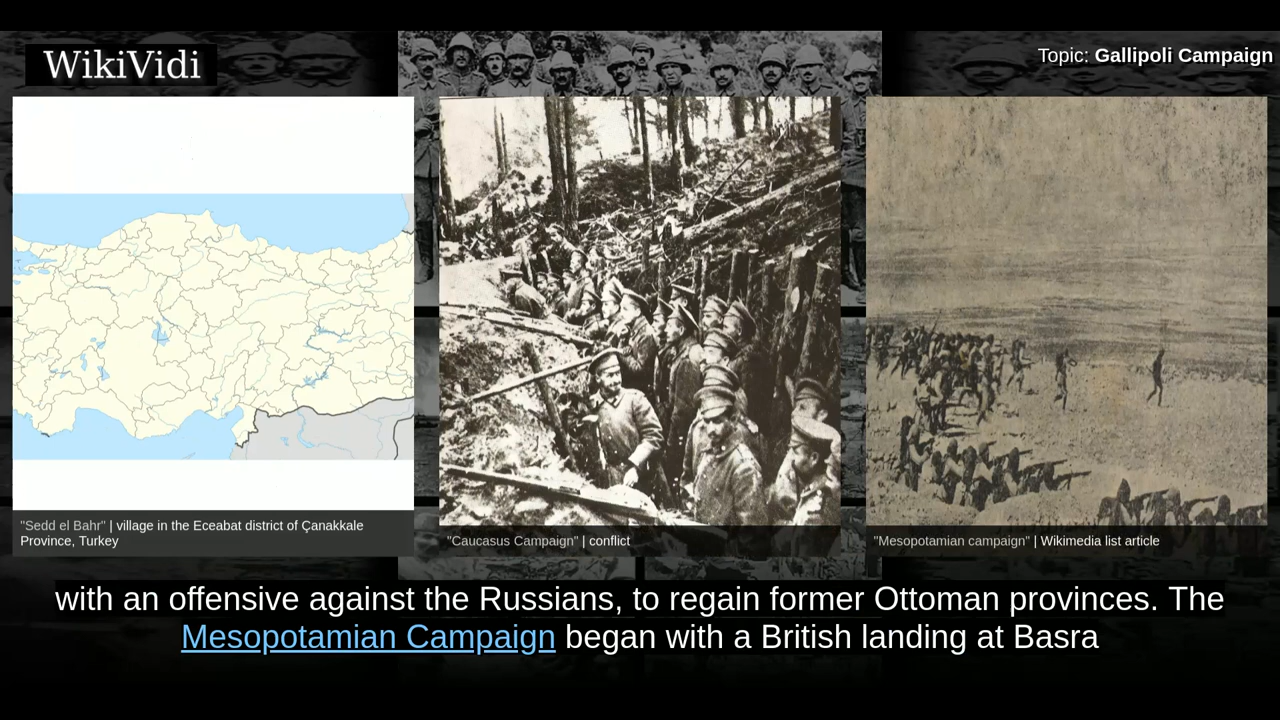 WikiVidi
Topic: Gallipoli Campaign
"Sedd el Bahr" | village in the Eceabat district of Çanakkale
Province, Turkey
"Caucasus Campaign" | conflict
"Mesopotamian campaign" | Wikimedia list article
with an offensive against the Russians, to regain former Ottoman provinces. The
Mesopotamian Campaign began with a British landing at Basra